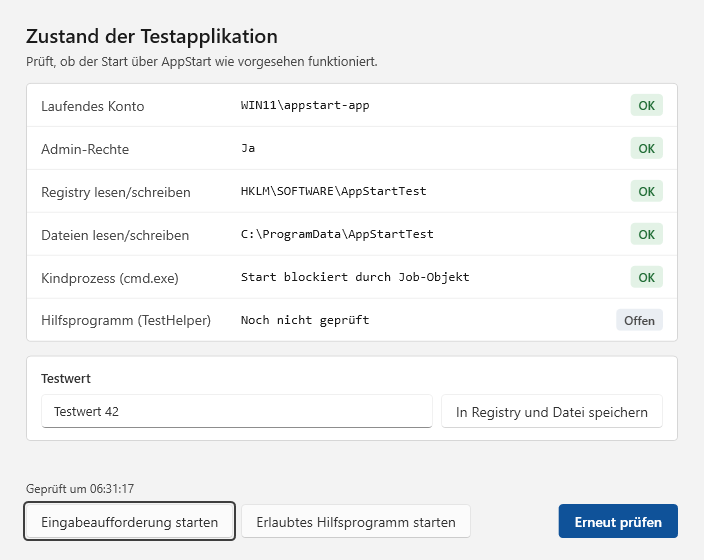 Zustand der Testapplikation
Prüft, ob der Start über AppStart wie vorgesehen funktioniert.
Laufendes Konto WIN11\appstart-app OK
Admin-Rechte Ja OK
Registry lesen/schreiben HKLM\SOFTWARE\AppStartTest OK
Dateien lesen/schreiben C:\ProgramData\AppStartTest OK
Kindprozess (cmd.exe) Start blockiert durch Job-Objekt OK
Hilfsprogramm (TestHelper) Noch nicht geprüft Offen
Testwert
Testwert 42 In Registry und Datei speichern
Geprüft um 06:31:17
Eingabeaufforderung starten Erlaubtes Hilfsprogramm starten Erneut prüfen